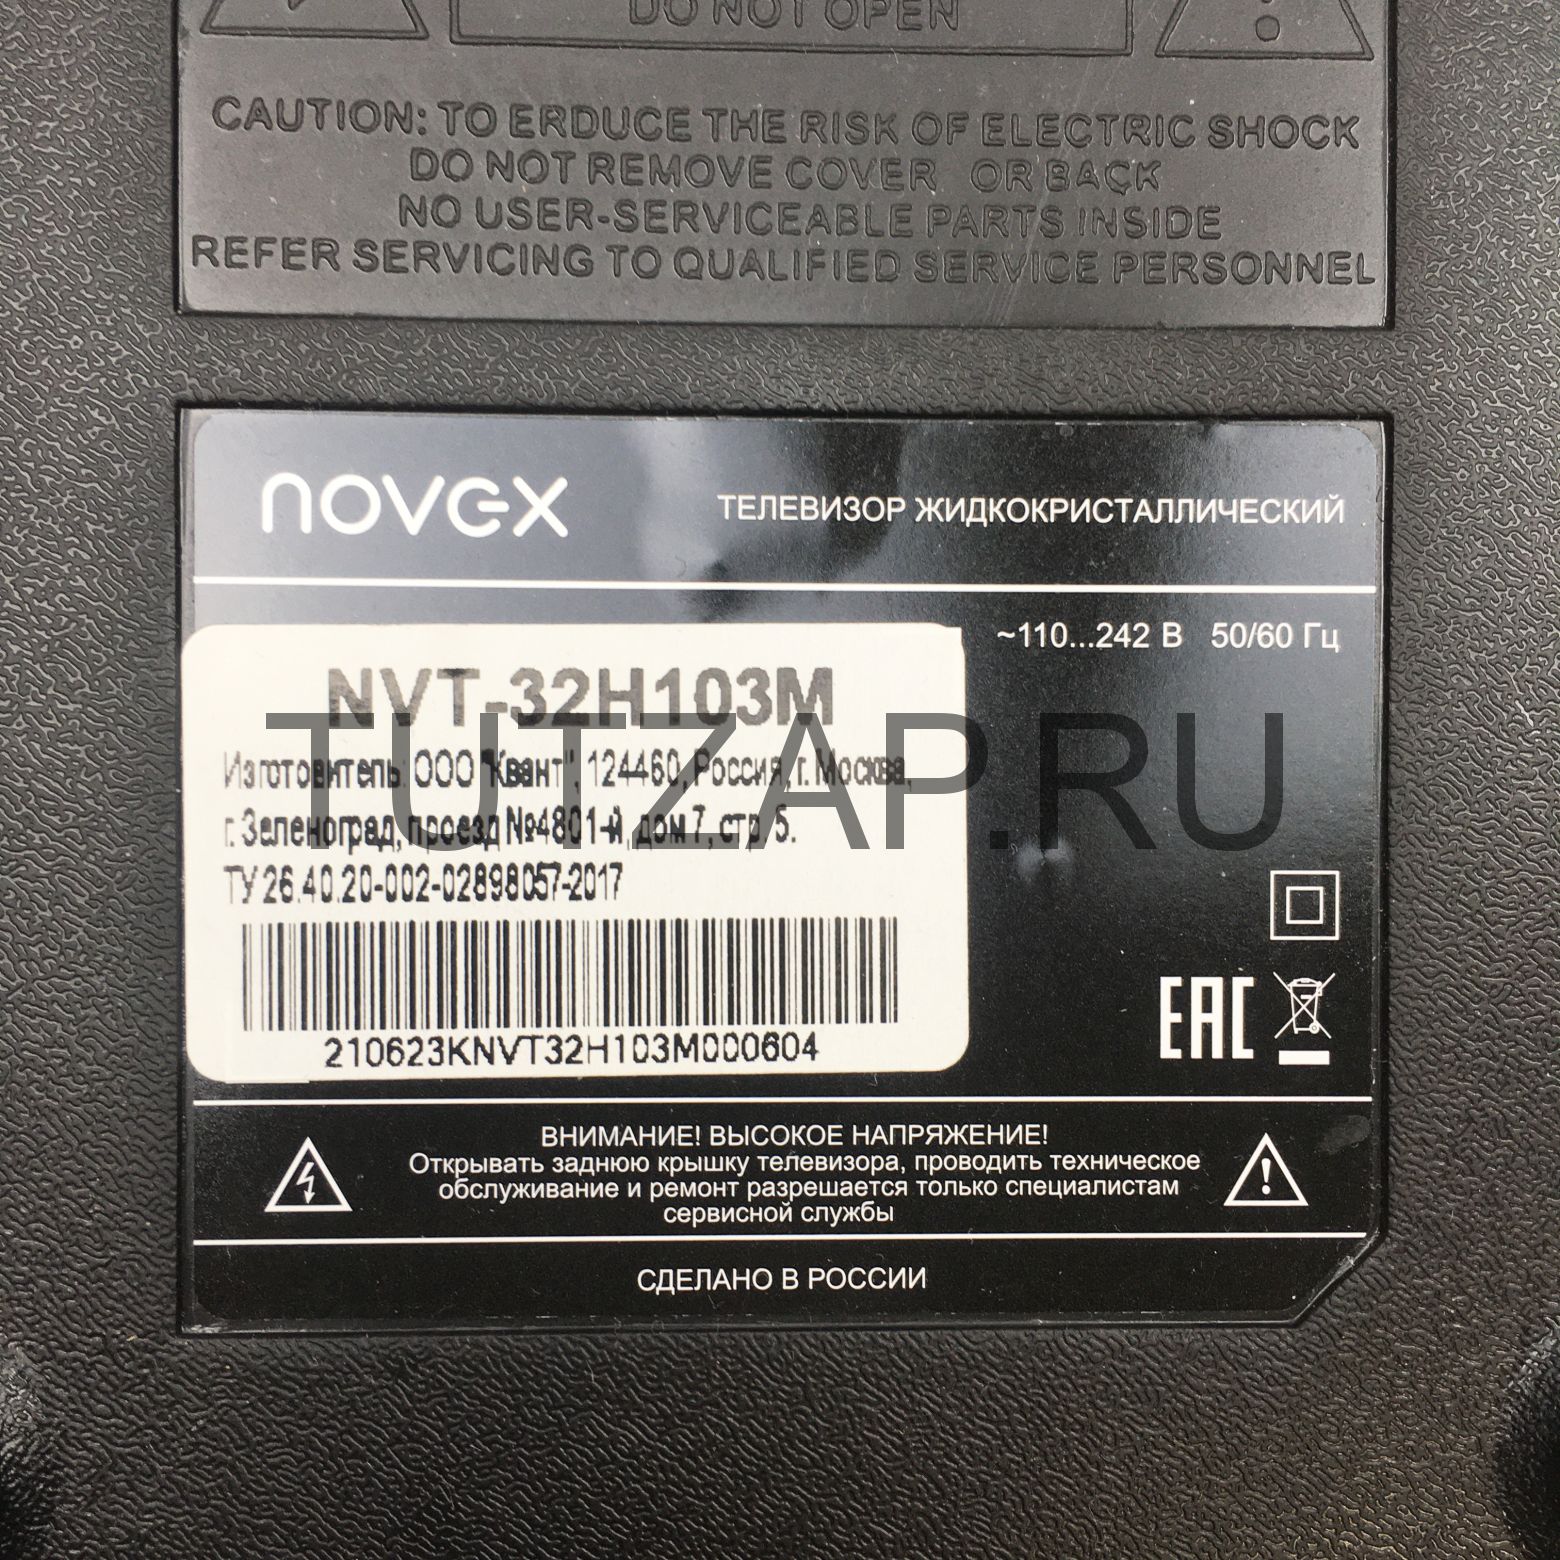 DO NOT OPEN
CAUTION: TO ERDUCE THE RISK OF ELECTRIC SHOCK
DO NOT REMOVE COVER OR BACK
NO USER-SERVICEABLE PARTS INSIDE
REFER SERVICING TO QUALIFIED SERVICE PERSONNEL
novex
ТЕЛЕВИЗОР ЖИДКОКРИСТАЛЛИЧЕСКИЙ
~110...242 В 50/60 Гц
NVT-32H103M
TUTZAP.RU
Изготовитель: ООО "Квант", 124460, Россия, г. Москва,
г. Зеленоград, проезд №4801-й, дом 7, стр. 5.
ТУ 26.40.20-002-02898057-2017
210623KNVT32H103M000604
EAC
ВНИМАНИЕ! ВЫСОКОЕ НАПРЯЖЕНИЕ!
Открывать заднюю крышку телевизора, проводить техническое
обслуживание и ремонт разрешается только специалистам
сервисной службы
СДЕЛАНО В РОССИИ